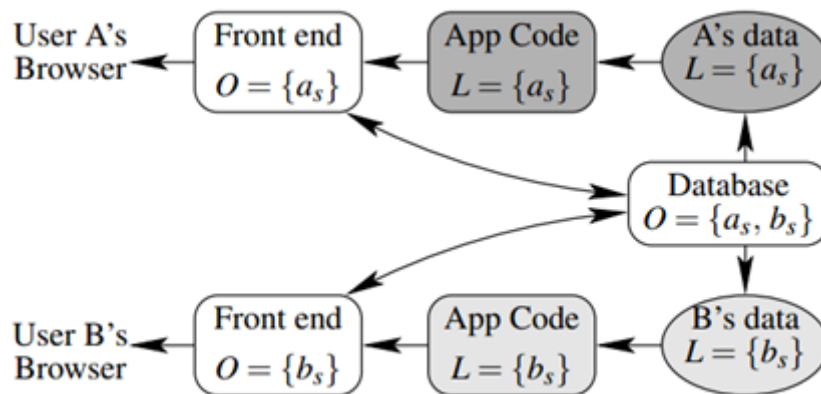 User A's
Browser
Front end
O = {a_s}
App Code
L = {a_s}
A's data
L = {a_s}
Database
O = {a_s, b_s}
User B's
Browser
Front end
O = {b_s}
App Code
L = {b_s}
B's data
L = {b_s}